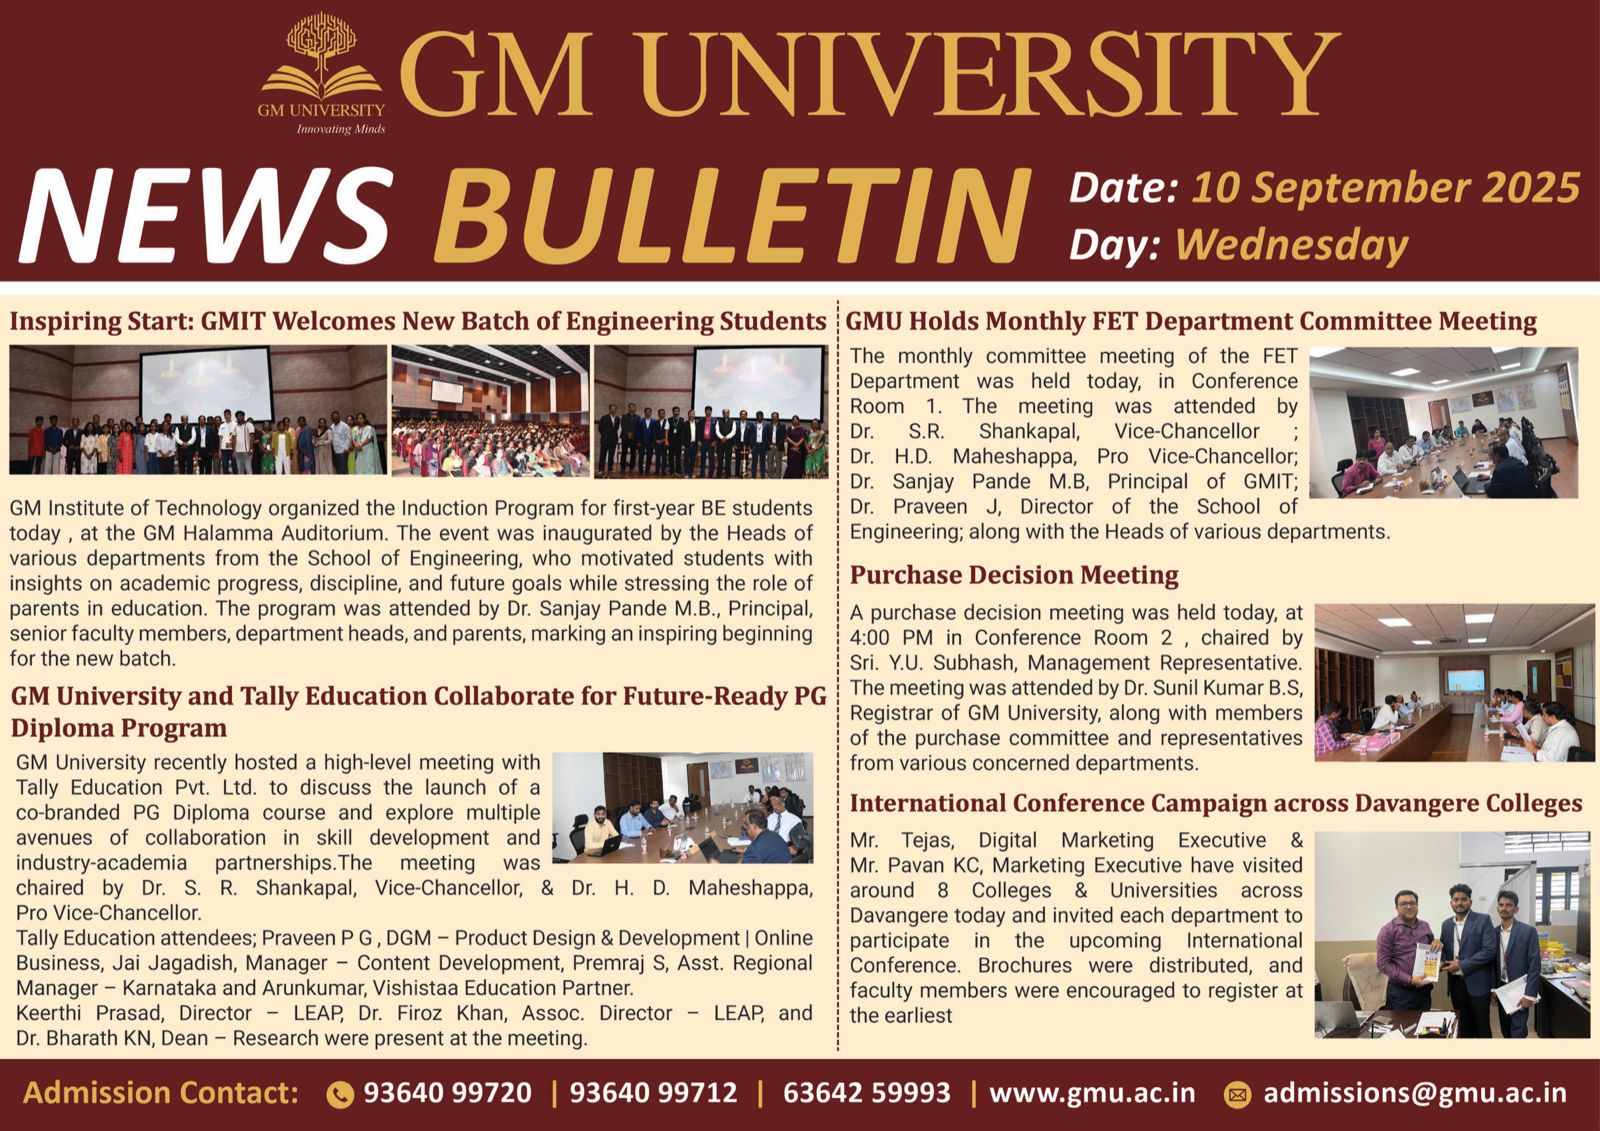 GM UNIVERSITY
Innovating Minds
GM UNIVERSITY
NEWS BULLETIN
Date: 10 September 2025
Day: Wednesday
Inspiring Start: GMIT Welcomes New Batch of Engineering Students
GM Institute of Technology organized the Induction Program for first-year BE students
today , at the GM Halamma Auditorium. The event was inaugurated by the Heads of
various departments from the School of Engineering, who motivated students with
insights on academic progress, discipline, and future goals while stressing the role of
parents in education. The program was attended by Dr. Sanjay Pande M.B., Principal,
senior faculty members, department heads, and parents, marking an inspiring beginning
for the new batch.
GM University and Tally Education Collaborate for Future-Ready PG
Diploma Program
GM University recently hosted a high-level meeting with
Tally Education Pvt. Ltd. to discuss the launch of a
co-branded PG Diploma course and explore multiple
avenues of collaboration in skill development and
industry-academia partnerships.The meeting was
chaired by Dr. S. R. Shankapal, Vice-Chancellor, & Dr. H. D. Maheshappa,
Pro Vice-Chancellor.
Tally Education attendees; Praveen P G , DGM – Product Design & Development | Online
Business, Jai Jagadish, Manager – Content Development, Premraj S, Asst. Regional
Manager – Karnataka and Arunkumar, Vishistaa Education Partner.
Keerthi Prasad, Director – LEAP, Dr. Firoz Khan, Assoc. Director – LEAP, and
Dr. Bharath KN, Dean – Research were present at the meeting.
GMU Holds Monthly FET Department Committee Meeting
The monthly committee meeting of the FET
Department was held today, in Conference
Room 1. The meeting was attended by
Dr. S.R. Shankapal, Vice-Chancellor ;
Dr. H.D. Maheshappa, Pro Vice-Chancellor;
Dr. Sanjay Pande M.B, Principal of GMIT;
Dr. Praveen J, Director of the School of
Engineering; along with the Heads of various departments.
Purchase Decision Meeting
A purchase decision meeting was held today, at
4:00 PM in Conference Room 2 , chaired by
Sri. Y.U. Subhash, Management Representative.
The meeting was attended by Dr. Sunil Kumar B.S,
Registrar of GM University, along with members
of the purchase committee and representatives
from various concerned departments.
International Conference Campaign across Davangere Colleges
Mr. Tejas, Digital Marketing Executive &
Mr. Pavan KC, Marketing Executive have visited
around 8 Colleges & Universities across
Davangere today and invited each department to
participate in the upcoming International
Conference. Brochures were distributed, and
faculty members were encouraged to register at
the earliest
Admission Contact: 93640 99720 | 93640 99712 | 63642 59993 | www.gmu.ac.in admissions@gmu.ac.in